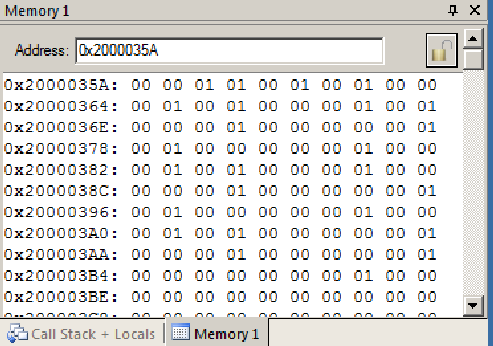 Memory 1
Address: 0x2000035A
0x2000035A: 00 00 01 01 00 01 00 01 00 00
0x20000364: 00 01 00 01 00 00 00 01 00 01
0x2000036E: 00 00 00 01 00 00 00 00 00 01
0x20000378: 00 01 00 00 00 00 00 01 00 00
0x20000382: 00 01 00 01 00 00 00 01 00 00
0x2000038C: 00 00 00 01 00 00 00 00 00 01
0x20000396: 00 01 00 00 00 00 00 01 00 00
0x200003A0: 01 00 00 01 00 00 00 00 00 01
0x200003AA: 00 00 00 01 00 00 00 00 00 01
0x200003B4: 00 00 00 00 00 00 00 01 00 00
0x200003BE: 00 00 00 00 00 00 00 00 00 00
Call Stack + Locals Memory 1